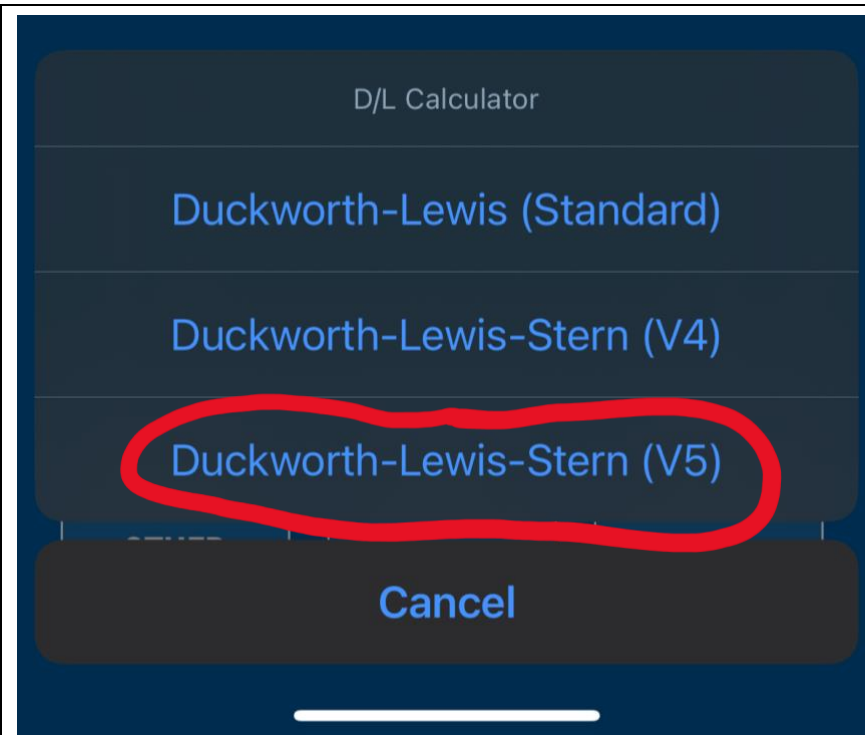 D/L Calculator
Duckworth-Lewis (Standard)
Duckworth-Lewis-Stern (V4)
Duckworth-Lewis-Stern (V5)
Cancel